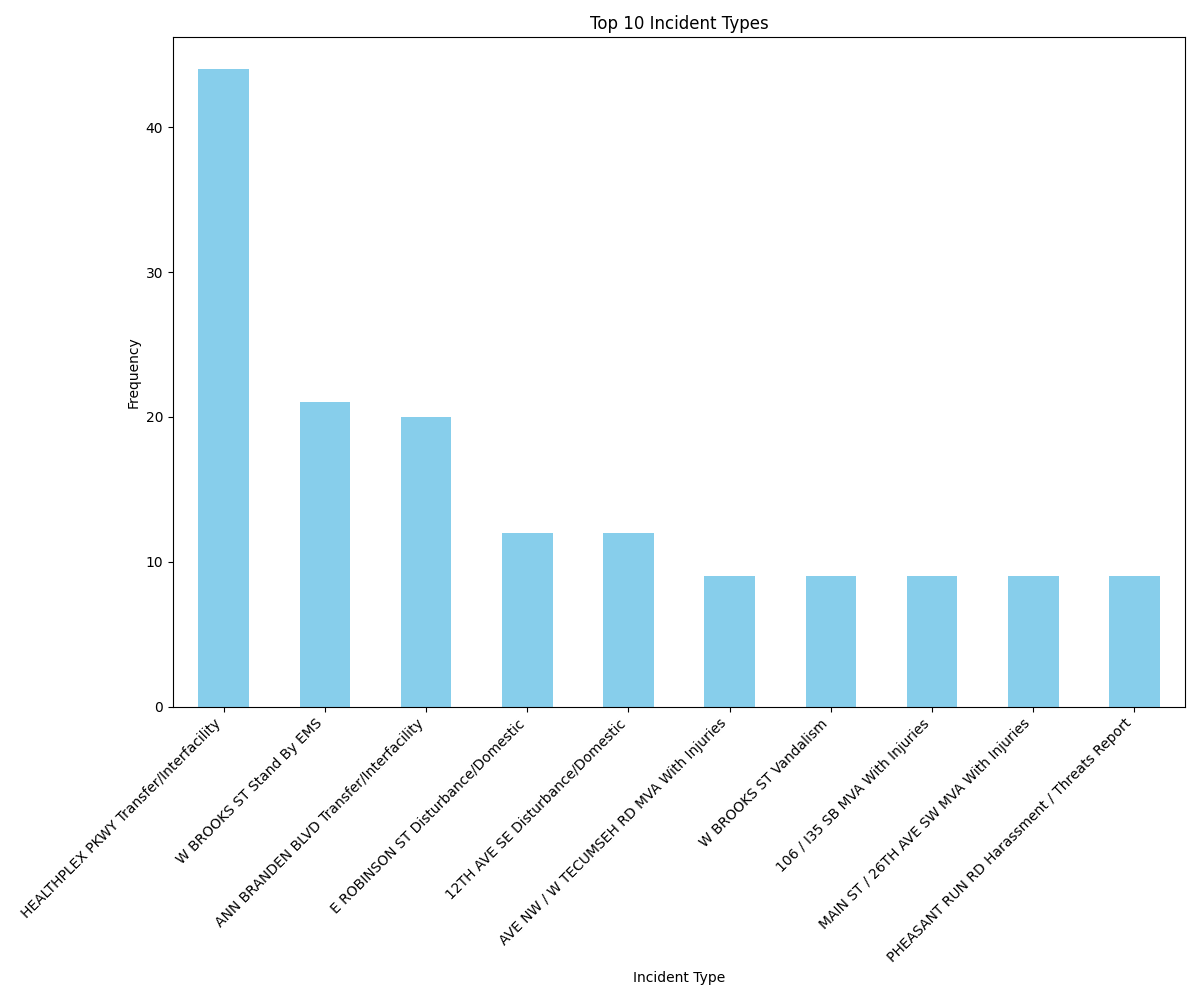 Top 10 Incident Types
Frequency
40
30
20
10
0
HEALTHPLEX PKWY Transfer/Interfacility
W BROOKS ST Stand By EMS
ANN BRANDEN BLVD Transfer/Interfacility
E ROBINSON ST Disturbance/Domestic
12TH AVE SE Disturbance/Domestic
AVE NW / W TECUMSEH RD MVA With Injuries
W BROOKS ST Vandalism
106 / I35 SB MVA With Injuries
MAIN ST / 26TH AVE SW MVA With Injuries
PHEASANT RUN RD Harassment / Threats Report
Incident Type